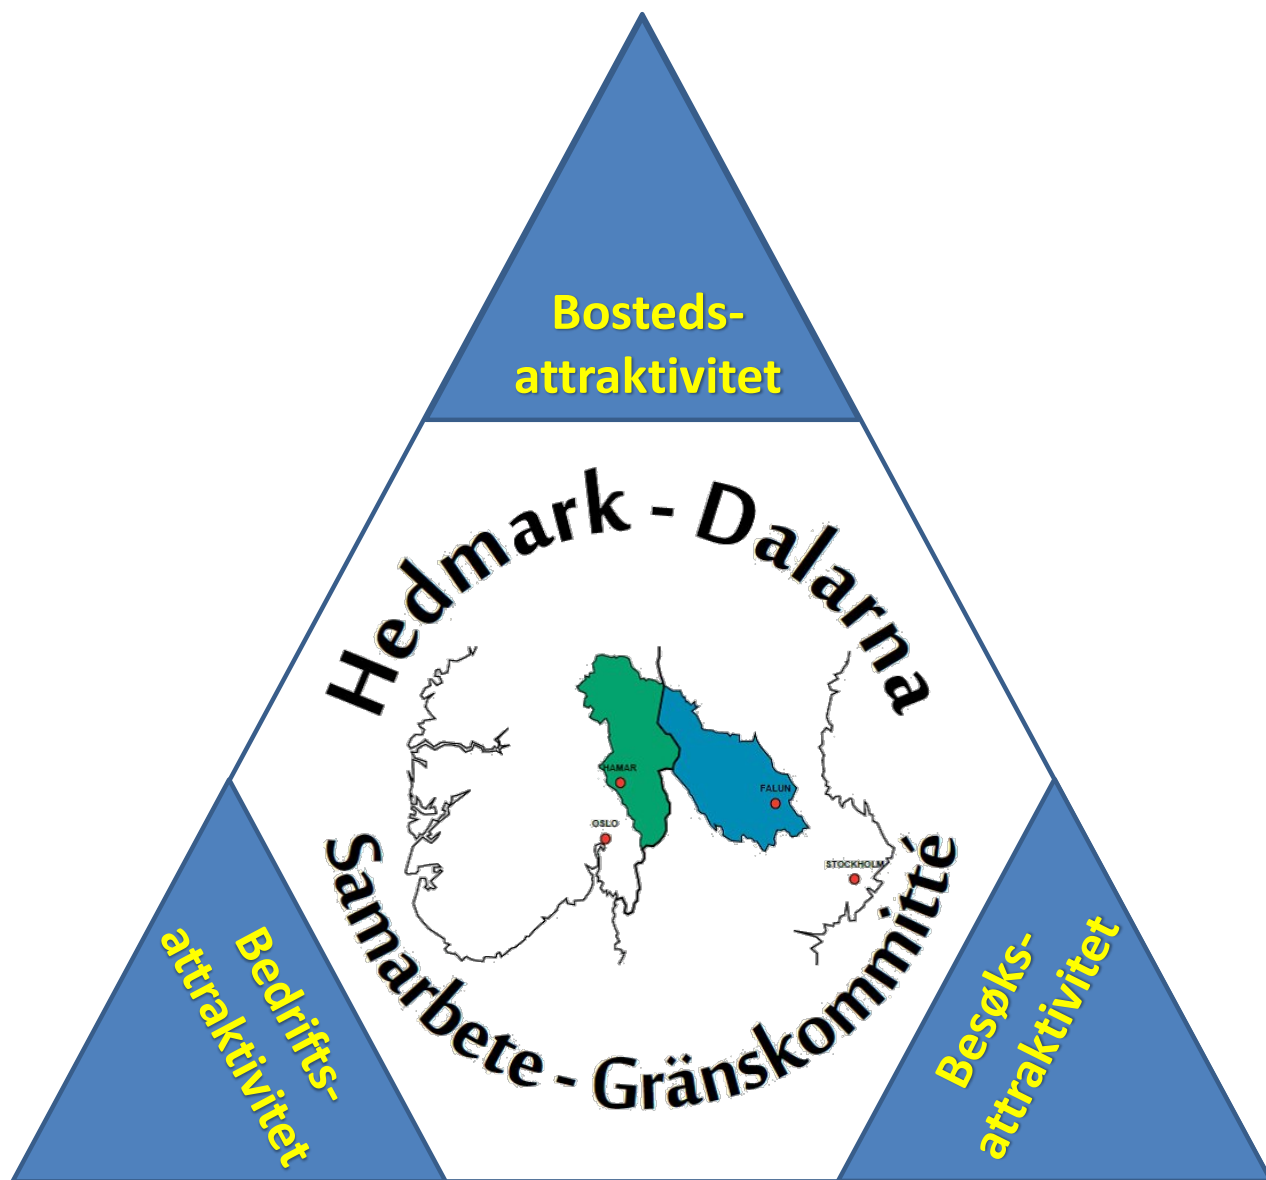 Bosteds-
attraktivitet
Hedmark - Dalarna
HAMAR
FALUN
OSLO
STOCKHOLM
Samarbete - Gränskommitté
Bedrifts-
attraktivitet
Besøks-
attraktivitet